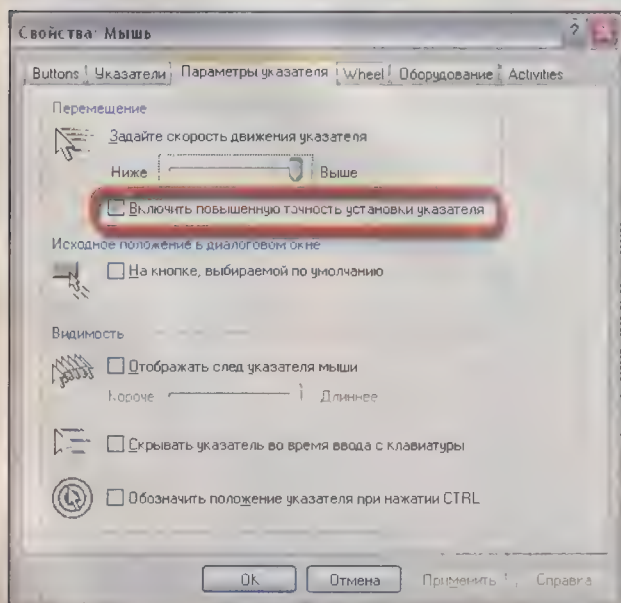 Свойства: Мышь
Buttons Указатели Параметры указателя Wheel Оборудование Activities
Перемещение
Задайте скорость движения указателя
Ниже Выше
Включить повышенную точность установки указателя
Исходное положение в диалоговом окне
На кнопке, выбираемой по умолчанию
Видимость
Отображать след указателя мыши
Короче Длиннее
Скрывать указатель во время ввода с клавиатуры
Обозначить положение указателя при нажатии CTRL
OK Отмена Применить Справка